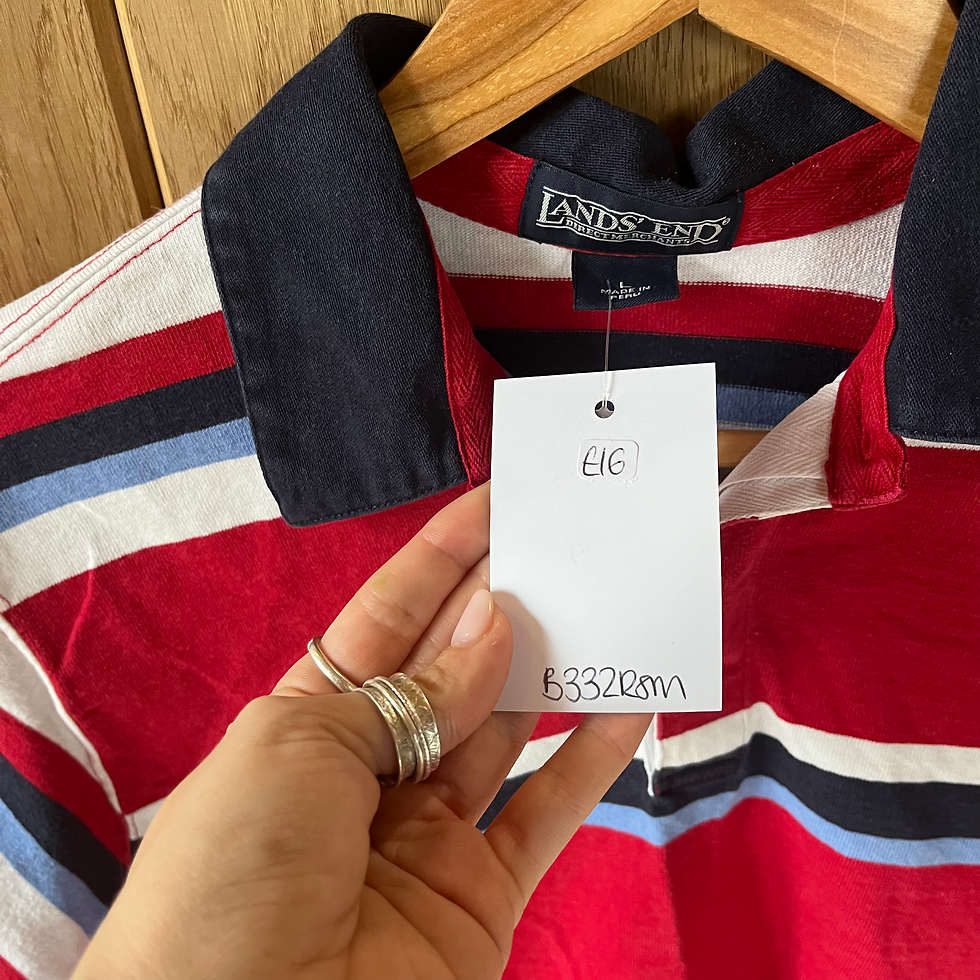 LANDS' END®
DIRECT MERCHANTS
L
MADE IN
PERU
£16
B332R8M